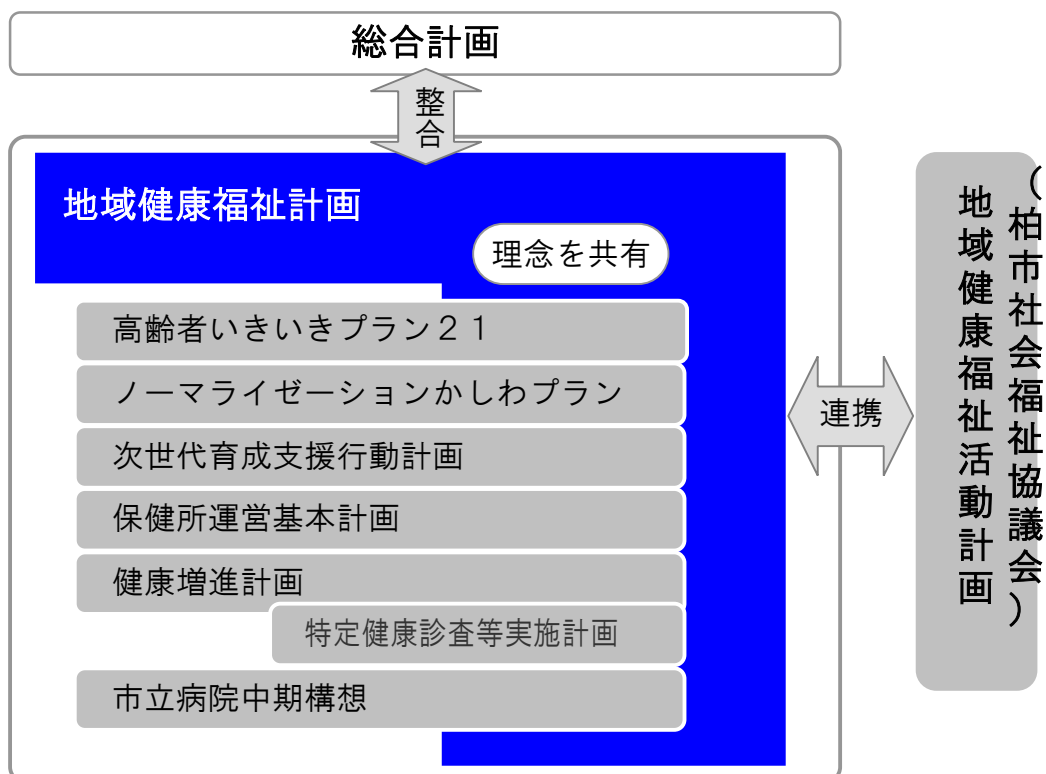 総合計画
整合
地域健康福祉計画
理念を共有
高齢者いきいきプラン２１
ノーマライゼーションかしわプラン
次世代育成支援行動計画
保健所運営基本計画
健康増進計画
特定健康診査等実施計画
市立病院中期構想
連携
地域健康福祉活動計画
（柏市社会福祉協議会）